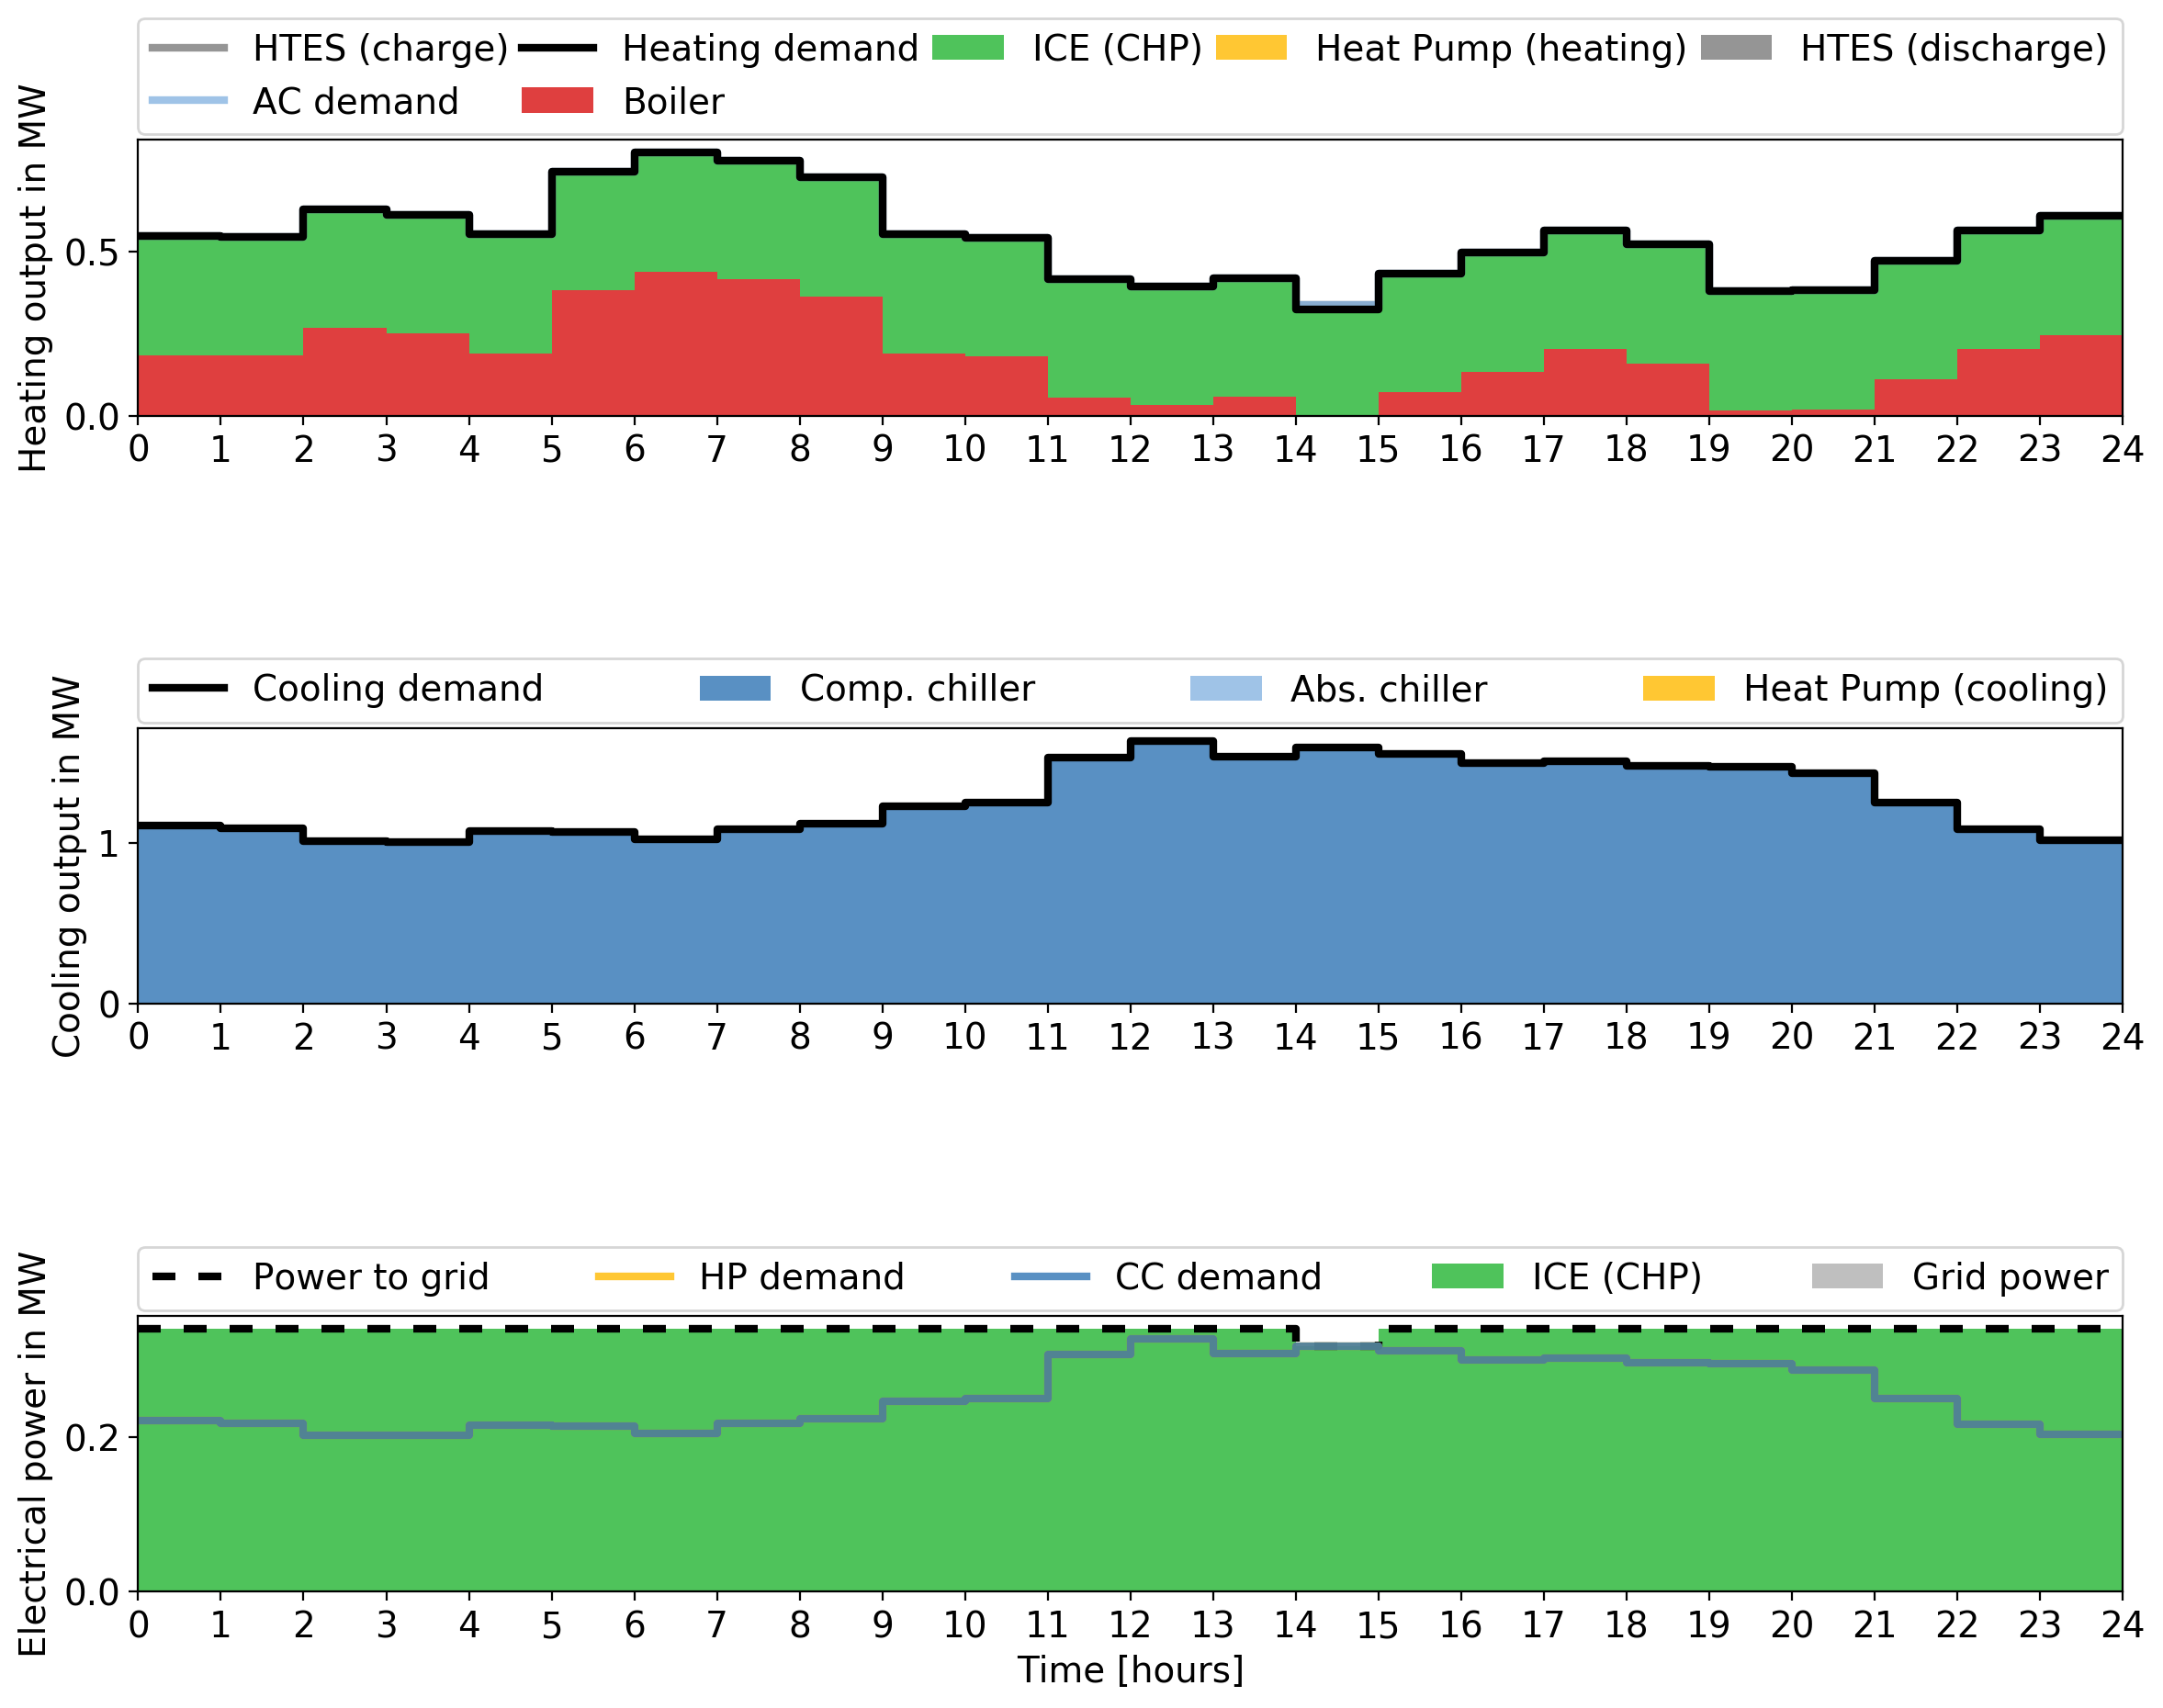 HTES (charge) Heating demand ICE (CHP) Heat Pump (heating) HTES (discharge)
AC demand Boiler
Heating output in MW
0.5
0.0
0 1 2 3 4 5 6 7 8 9 10 11 12 13 14 15 16 17 18 19 20 21 22 23 24
Cooling demand Comp. chiller Abs. chiller Heat Pump (cooling)
Cooling output in MW
1
0
0 1 2 3 4 5 6 7 8 9 10 11 12 13 14 15 16 17 18 19 20 21 22 23 24
Power to grid HP demand CC demand ICE (CHP) Grid power
Electrical power in MW
0.2
0.0
0 1 2 3 4 5 6 7 8 9 10 11 12 13 14 15 16 17 18 19 20 21 22 23 24
Time [hours]